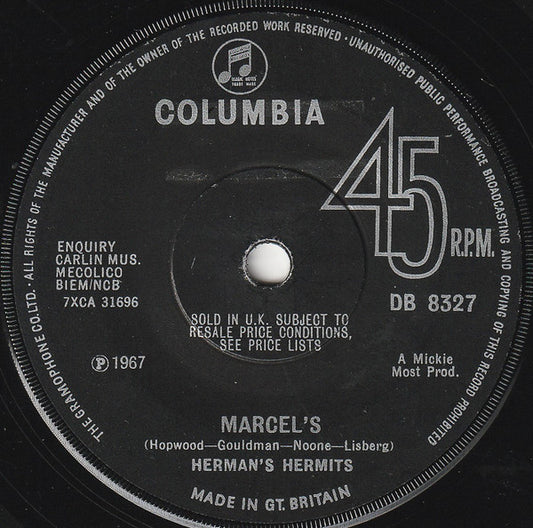 THE GRAMOPHONE CO. LTD. · ALL RIGHTS OF THE MANUFACTURER AND OF THE OWNER OF THE RECORDED WORK RESERVED · UNAUTHORISED PUBLIC PERFORMANCE BROADCASTING AND COPYING OF THIS RECORD PROHIBITED
MAGIC NOTES
TRADE MARK
COLUMBIA
45 R.P.M.
ENQUIRY
CARLIN MUS.
MECOLICO
BIEM/NCB
7XCA 31696
DB 8327
SOLD IN U.K. SUBJECT TO
RESALE PRICE CONDITIONS,
SEE PRICE LISTS
Ⓟ 1967
A Mickie
Most Prod.
MARCEL'S
(Hopwood—Gouldman—Noone—Lisberg)
HERMAN'S HERMITS
MADE IN GT. BRITAIN